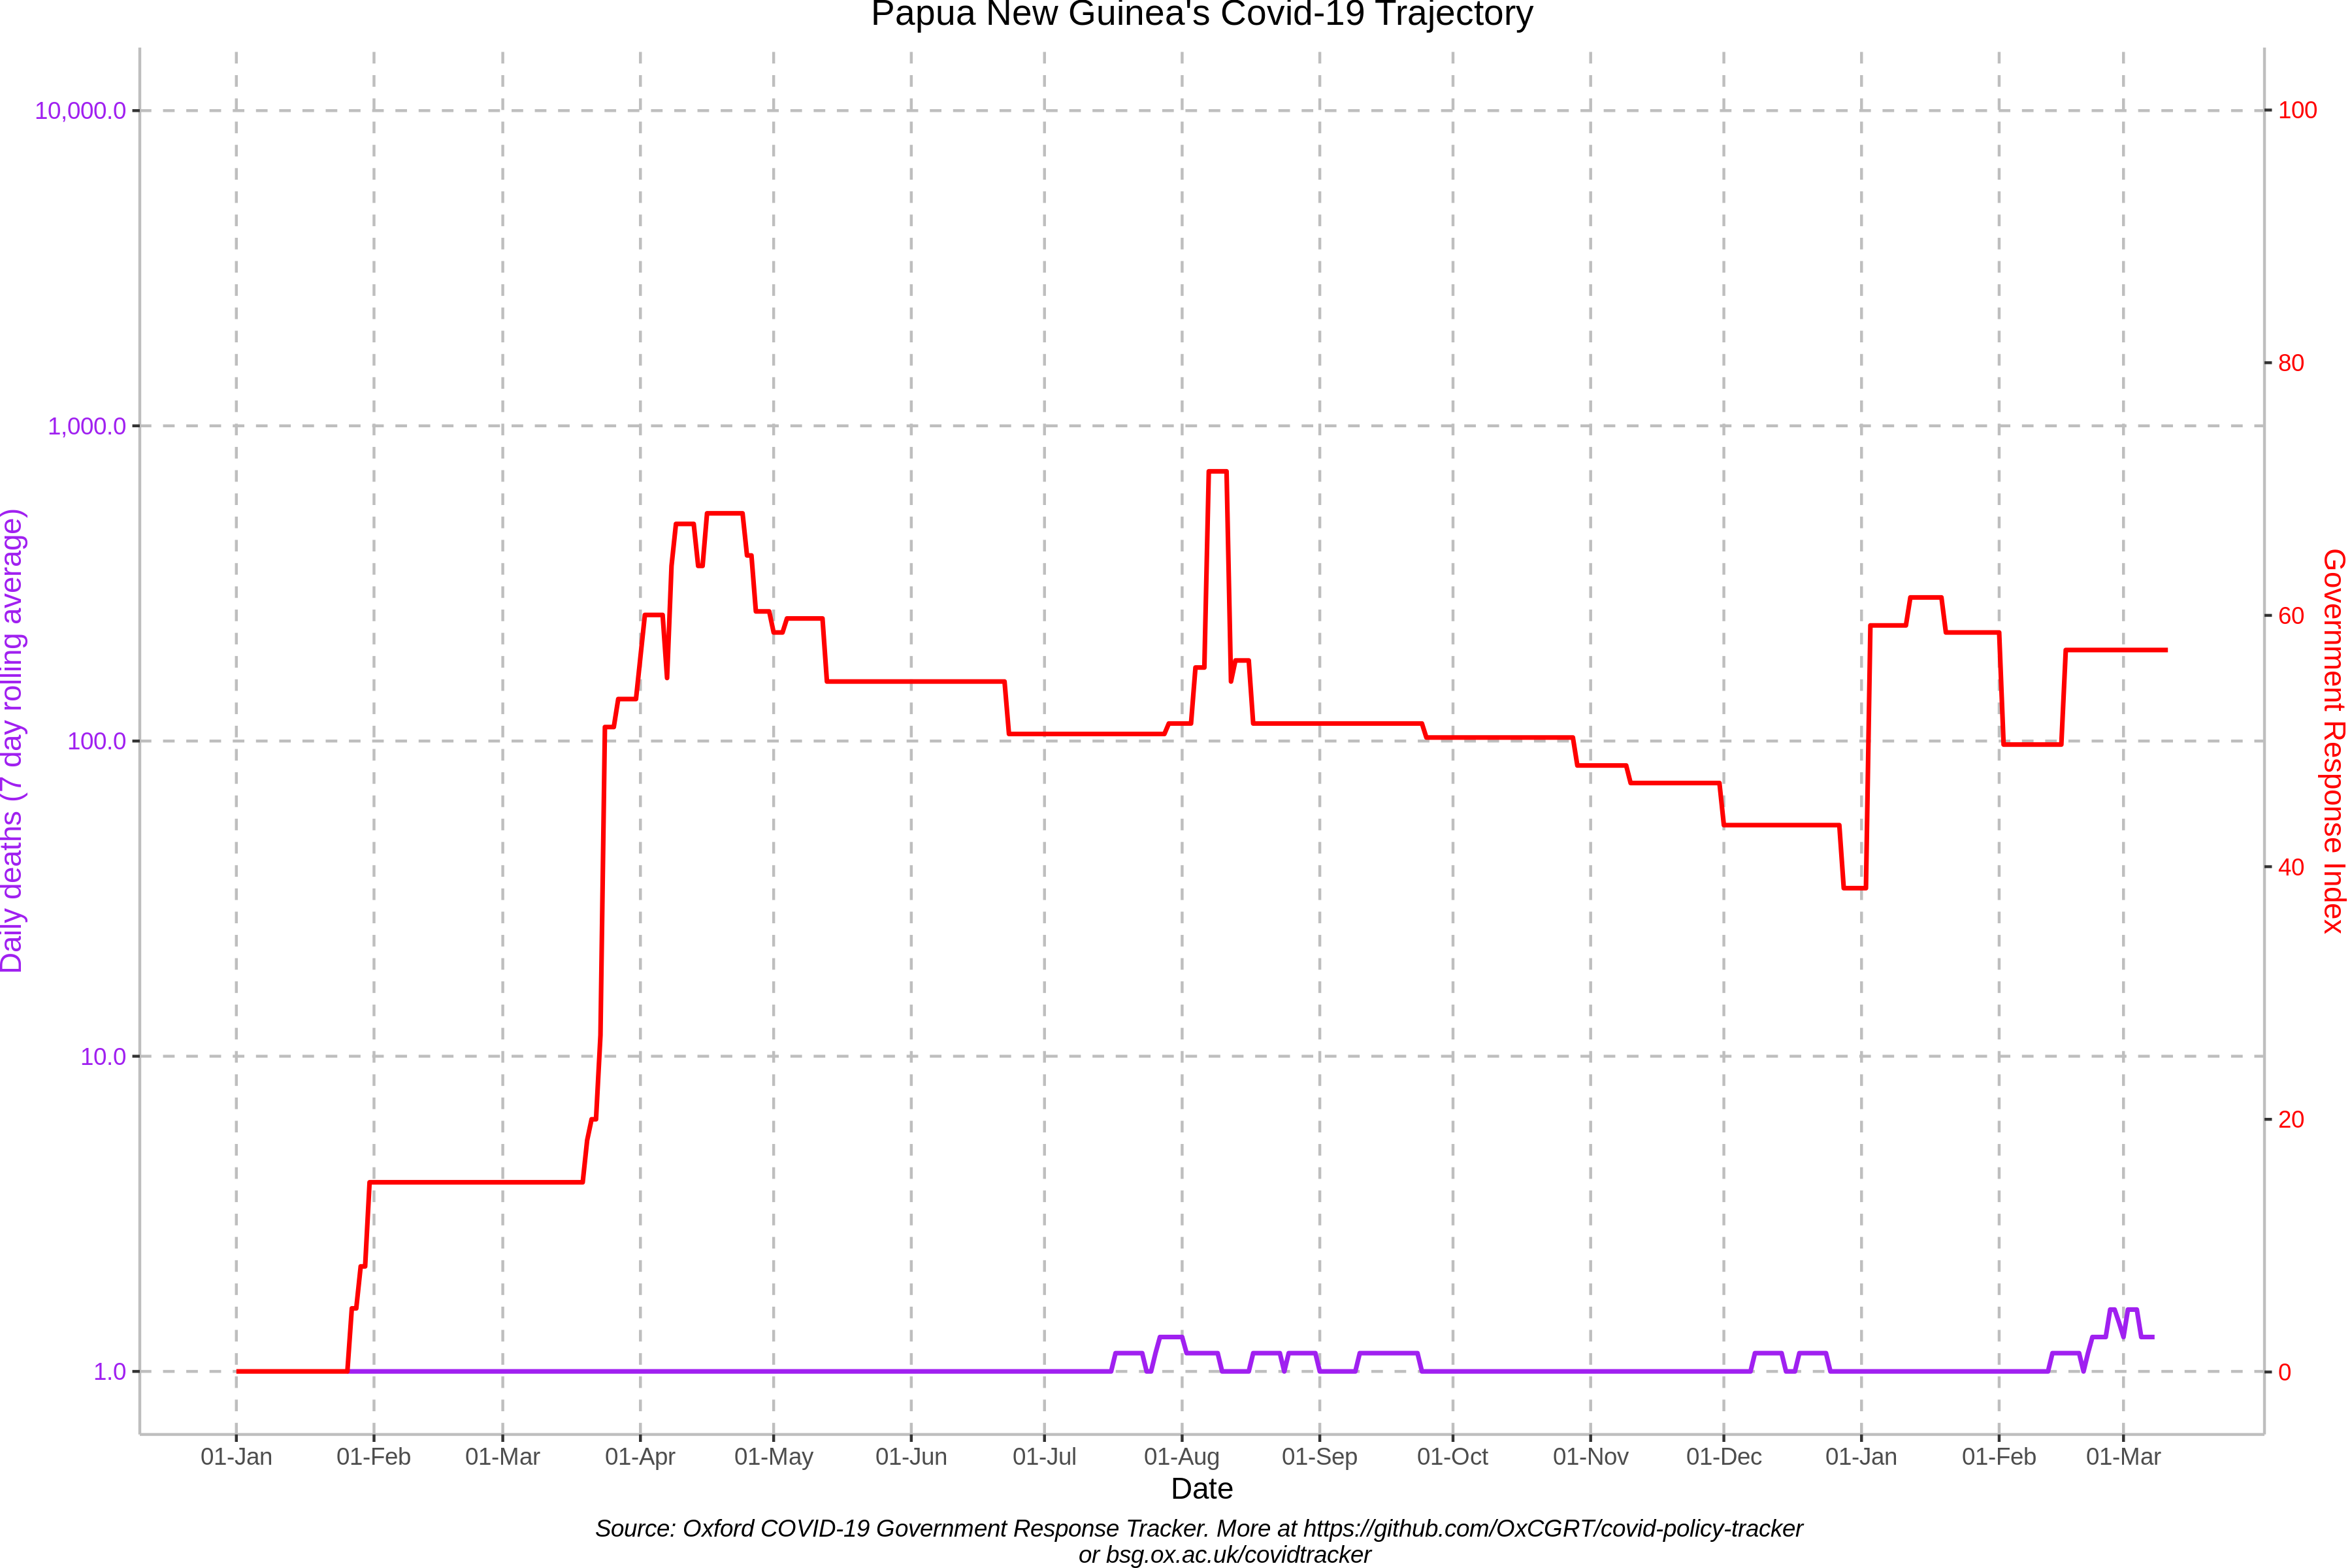 Papua New Guinea's Covid-19 Trajectory
10,000.0
1,000.0
100.0
10.0
1.0
Daily deaths (7 day rolling average)
100
80
60
40
20
0
Government Response Index
01-Jan 01-Feb 01-Mar 01-Apr 01-May 01-Jun 01-Jul 01-Aug 01-Sep 01-Oct 01-Nov 01-Dec 01-Jan 01-Feb 01-Mar
Date
Source: Oxford COVID-19 Government Response Tracker. More at https://github.com/OxCGRT/covid-policy-tracker
or bsg.ox.ac.uk/covidtracker